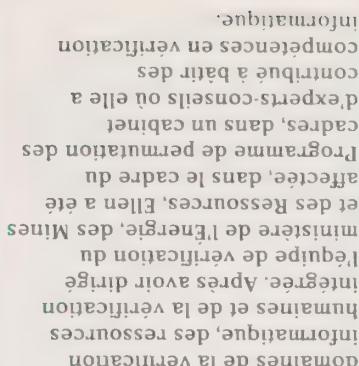 domaines de la vérification
informatique, des ressources
humaines et de la vérification
intégrée. Après avoir dirigé
l'équipe de vérification du
ministère de l'Énergie, des Mines
et des Ressources, Ellen a été
affectée, dans le cadre du
Programme de permutation des
cadres, dans un cabinet
d'experts-conseils où elle a
contribué à bâtir des
compétences en vérification
informatique.